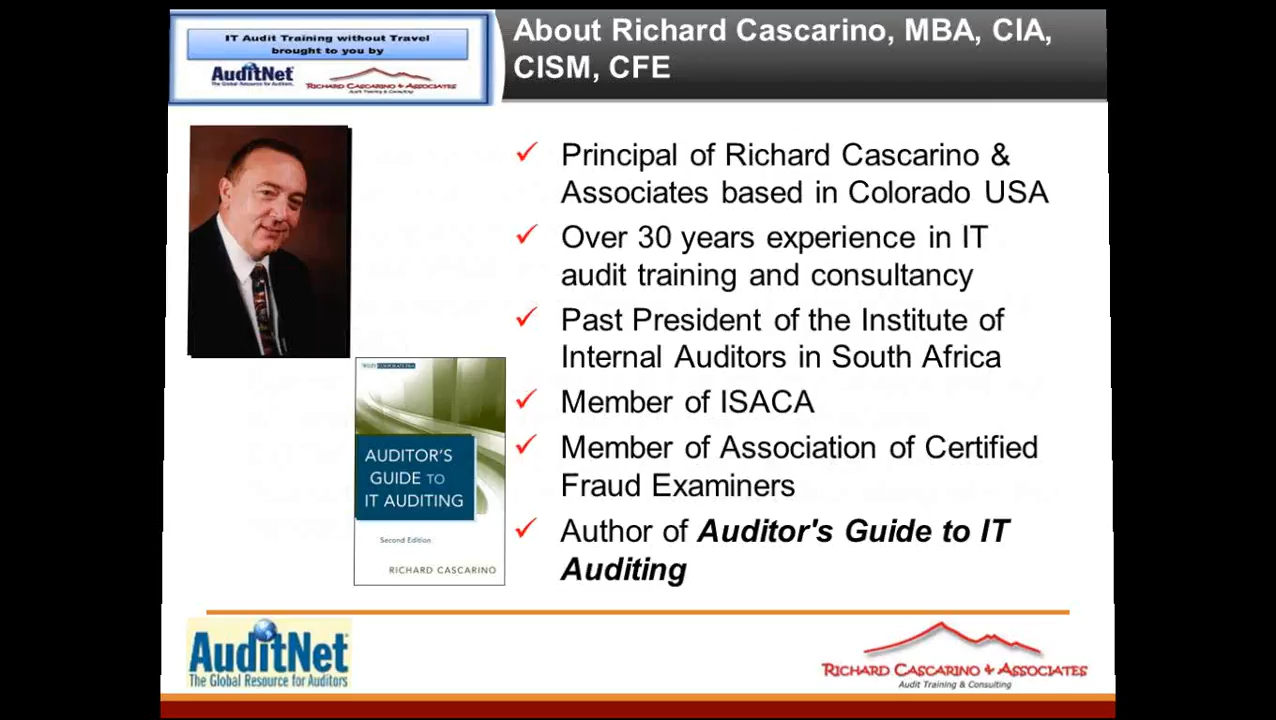 IT Audit Training without Travel
brought to you by
AuditNet
The Global Resource for Auditors
RICHARD CASCARINO & ASSOCIATES
Audit Training & Consulting
About Richard Cascarino, MBA, CIA,
CISM, CFE
✓ Principal of Richard Cascarino &
Associates based in Colorado USA
✓ Over 30 years experience in IT
audit training and consultancy
✓ Past President of the Institute of
Internal Auditors in South Africa
✓ Member of ISACA
✓ Member of Association of Certified
Fraud Examiners
✓ Author of Auditor's Guide to IT
Auditing
AUDITOR'S
GUIDE TO
IT AUDITING
Second Edition
RICHARD CASCARINO
AuditNet
The Global Resource for Auditors
RICHARD CASCARINO & ASSOCIATES
Audit Training & Consulting